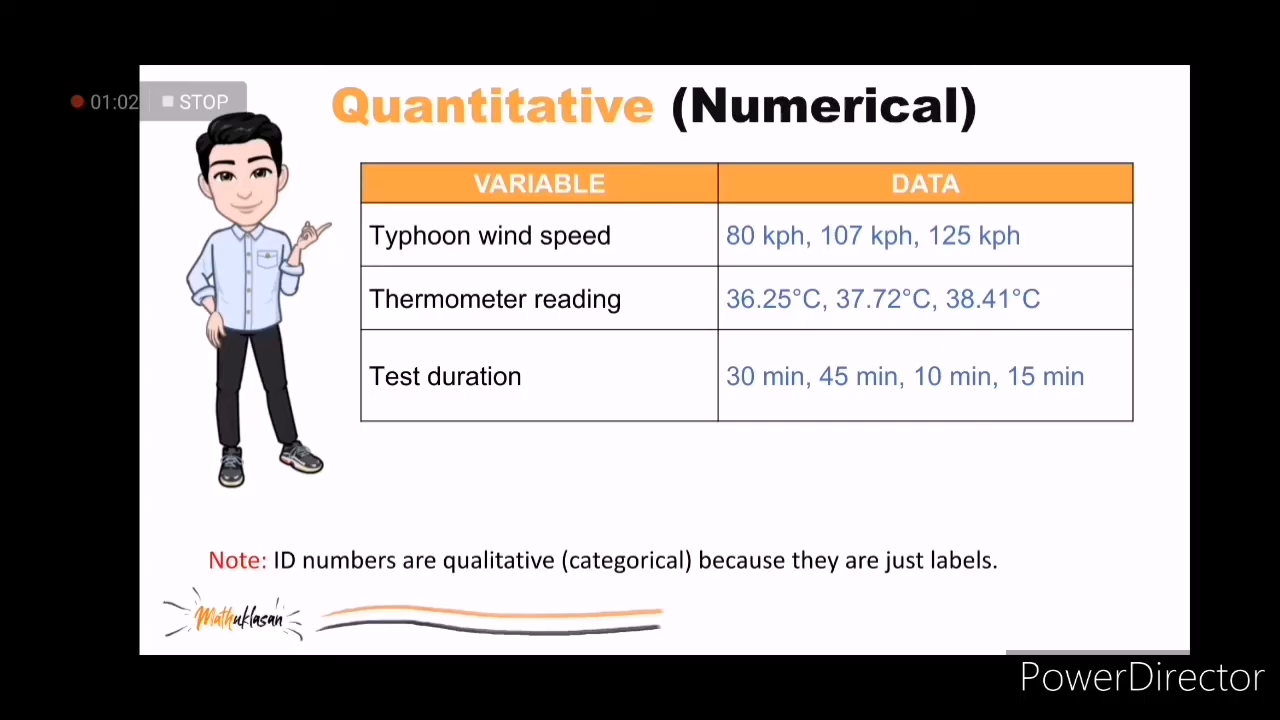 01:02 STOP
Quantitative (Numerical)
VARIABLE DATA
Typhoon wind speed 80 kph, 107 kph, 125 kph
Thermometer reading 36.25°C, 37.72°C, 38.41°C
Test duration 30 min, 45 min, 10 min, 15 min
Note: ID numbers are qualitative (categorical) because they are just labels.
Mathuklasan
PowerDirector